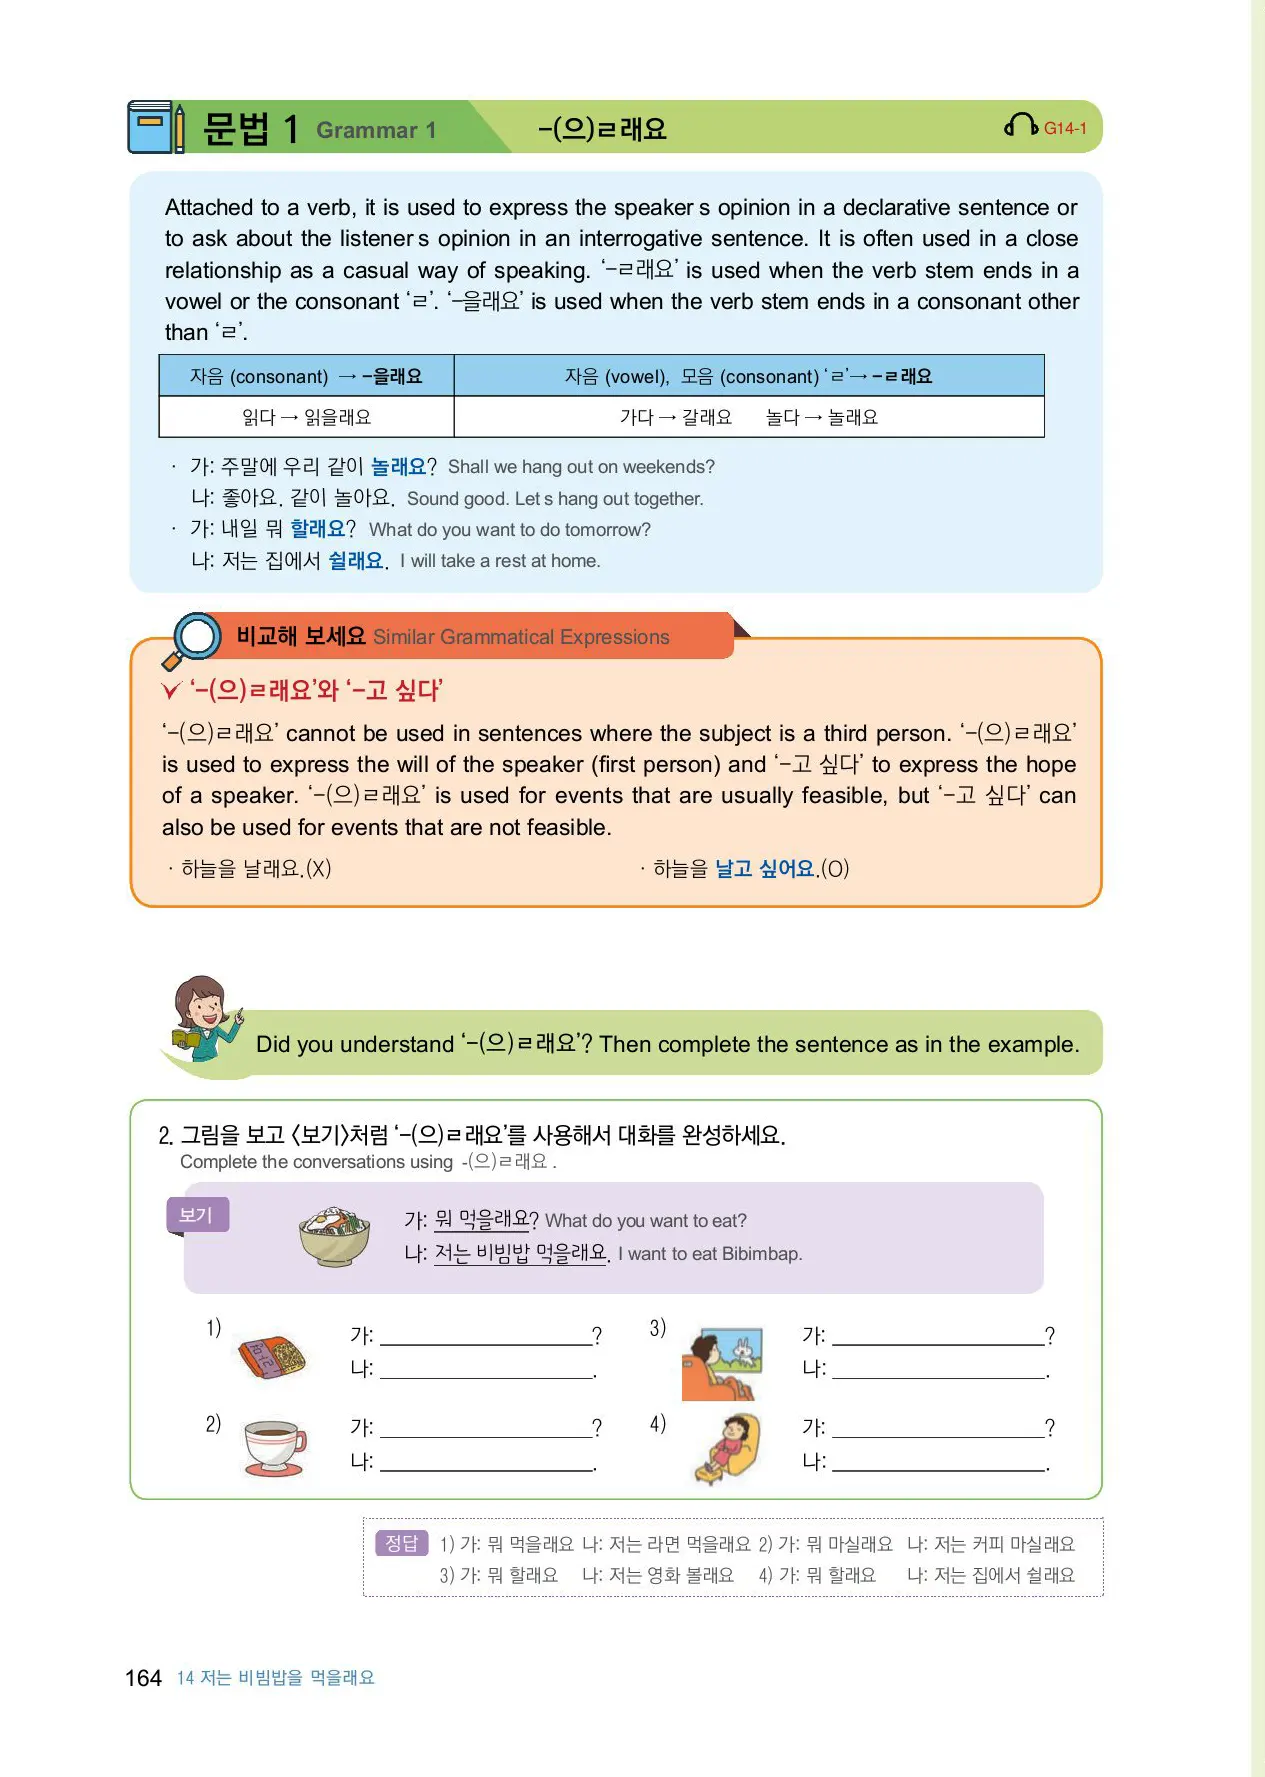 문법 1 Grammar 1 -(으)ㄹ래요 G14-1
Attached to a verb, it is used to express the speaker s opinion in a declarative sentence or
to ask about the listener s opinion in an interrogative sentence. It is often used in a close
relationship as a casual way of speaking. ‘-ㄹ래요’ is used when the verb stem ends in a
vowel or the consonant ‘ㄹ’. ‘-을래요’ is used when the verb stem ends in a consonant other
than ‘ㄹ’.
자음 (consonant) → -을래요 자음 (vowel), 모음 (consonant) ‘ㄹ’→ -ㄹ래요
읽다 → 읽을래요 가다 → 갈래요 놀다 → 놀래요
· 가: 주말에 우리 같이 놀래요? Shall we hang out on weekends?
나: 좋아요. 같이 놀아요. Sound good. Let s hang out together.
· 가: 내일 뭐 할래요? What do you want to do tomorrow?
나: 저는 집에서 쉴래요. I will take a rest at home.
비교해 보세요 Similar Grammatical Expressions
‘-(으)ㄹ래요’와 ‘-고 싶다’
‘-(으)ㄹ래요’ cannot be used in sentences where the subject is a third person. ‘-(으)ㄹ래요’
is used to express the will of the speaker (first person) and ‘-고 싶다’ to express the hope
of a speaker. ‘-(으)ㄹ래요’ is used for events that are usually feasible, but ‘-고 싶다’ can
also be used for events that are not feasible.
· 하늘을 날래요.(X) · 하늘을 날고 싶어요.(O)
Did you understand ‘-(으)ㄹ래요’? Then complete the sentence as in the example.
2. 그림을 보고 〈보기〉처럼 ‘-(으)ㄹ래요’를 사용해서 대화를 완성하세요.
Complete the conversations using -(으)ㄹ래요 .
보기
가: 뭐 먹을래요? What do you want to eat?
나: 저는 비빔밥 먹을래요. I want to eat Bibimbap.
1) 가: ____________________?
나: ____________________.
2) 가: ____________________?
나: ____________________.
3) 가: ____________________?
나: ____________________.
4) 가: ____________________?
나: ____________________.
정답 1) 가: 뭐 먹을래요 나: 저는 라면 먹을래요 2) 가: 뭐 마실래요 나: 저는 커피 마실래요
3) 가: 뭐 할래요 나: 저는 영화 볼래요 4) 가: 뭐 할래요 나: 저는 집에서 쉴래요
164 14 저는 비빔밥을 먹을래요